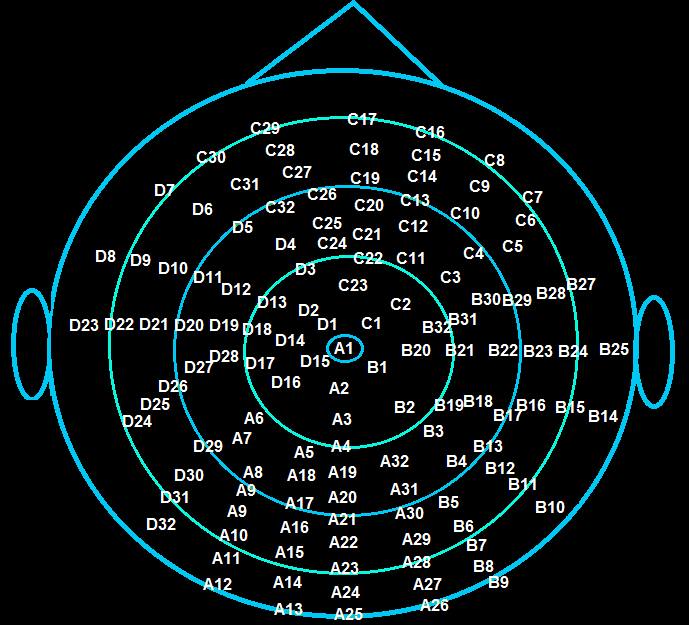 C17
C29 C16
C18
C28 C15
C30 C8
C27 C14
C19
C31 C9
D7 C26 C7
C32 C20 C13
D6 C10
C25 C6
D5 C12
C21
D4 C24 C5
C4
D8 D9 C22 C11
D10 D3
D11 C3
C23 B27
D12 B28
D13 C2 B30 B29
D2
D23 D22 D21 D20 D19 D18 D1 C1 B32 B31
D14
A1 B20 B21 B22 B23 B24 B25
D28 D17 D15
D27 B1
D26 D16 A2
D25 B2 B19 B18 B16 B15
D24 A6 A3 B17 B14
B3
A7
D29 A5 A4 B13
A32 B4
D30 A8 A18 A19 B12
A9 A31 B11
D31 A17 A20 B5
A9 A30 B10
D32 A16 A21 B6
A10 A22 A29 B7
A11 A15
A23 A28 B8
A12 A14 A24 A27 B9
A13 A25 A26